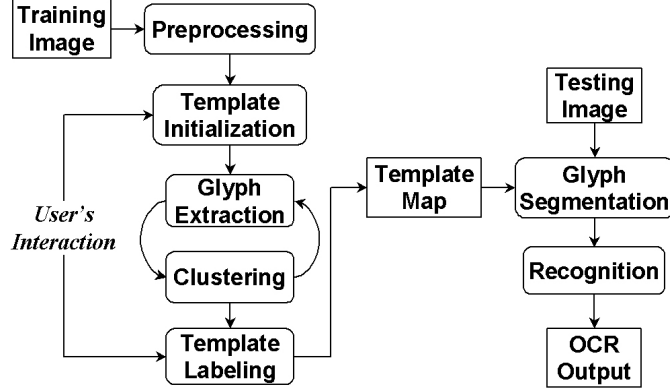 Training
Image
Preprocessing
Template
Initialization
Glyph
Extraction
User's
Interaction
Clustering
Template
Labeling
Template
Map
Testing
Image
Glyph
Segmentation
Recognition
OCR
Output